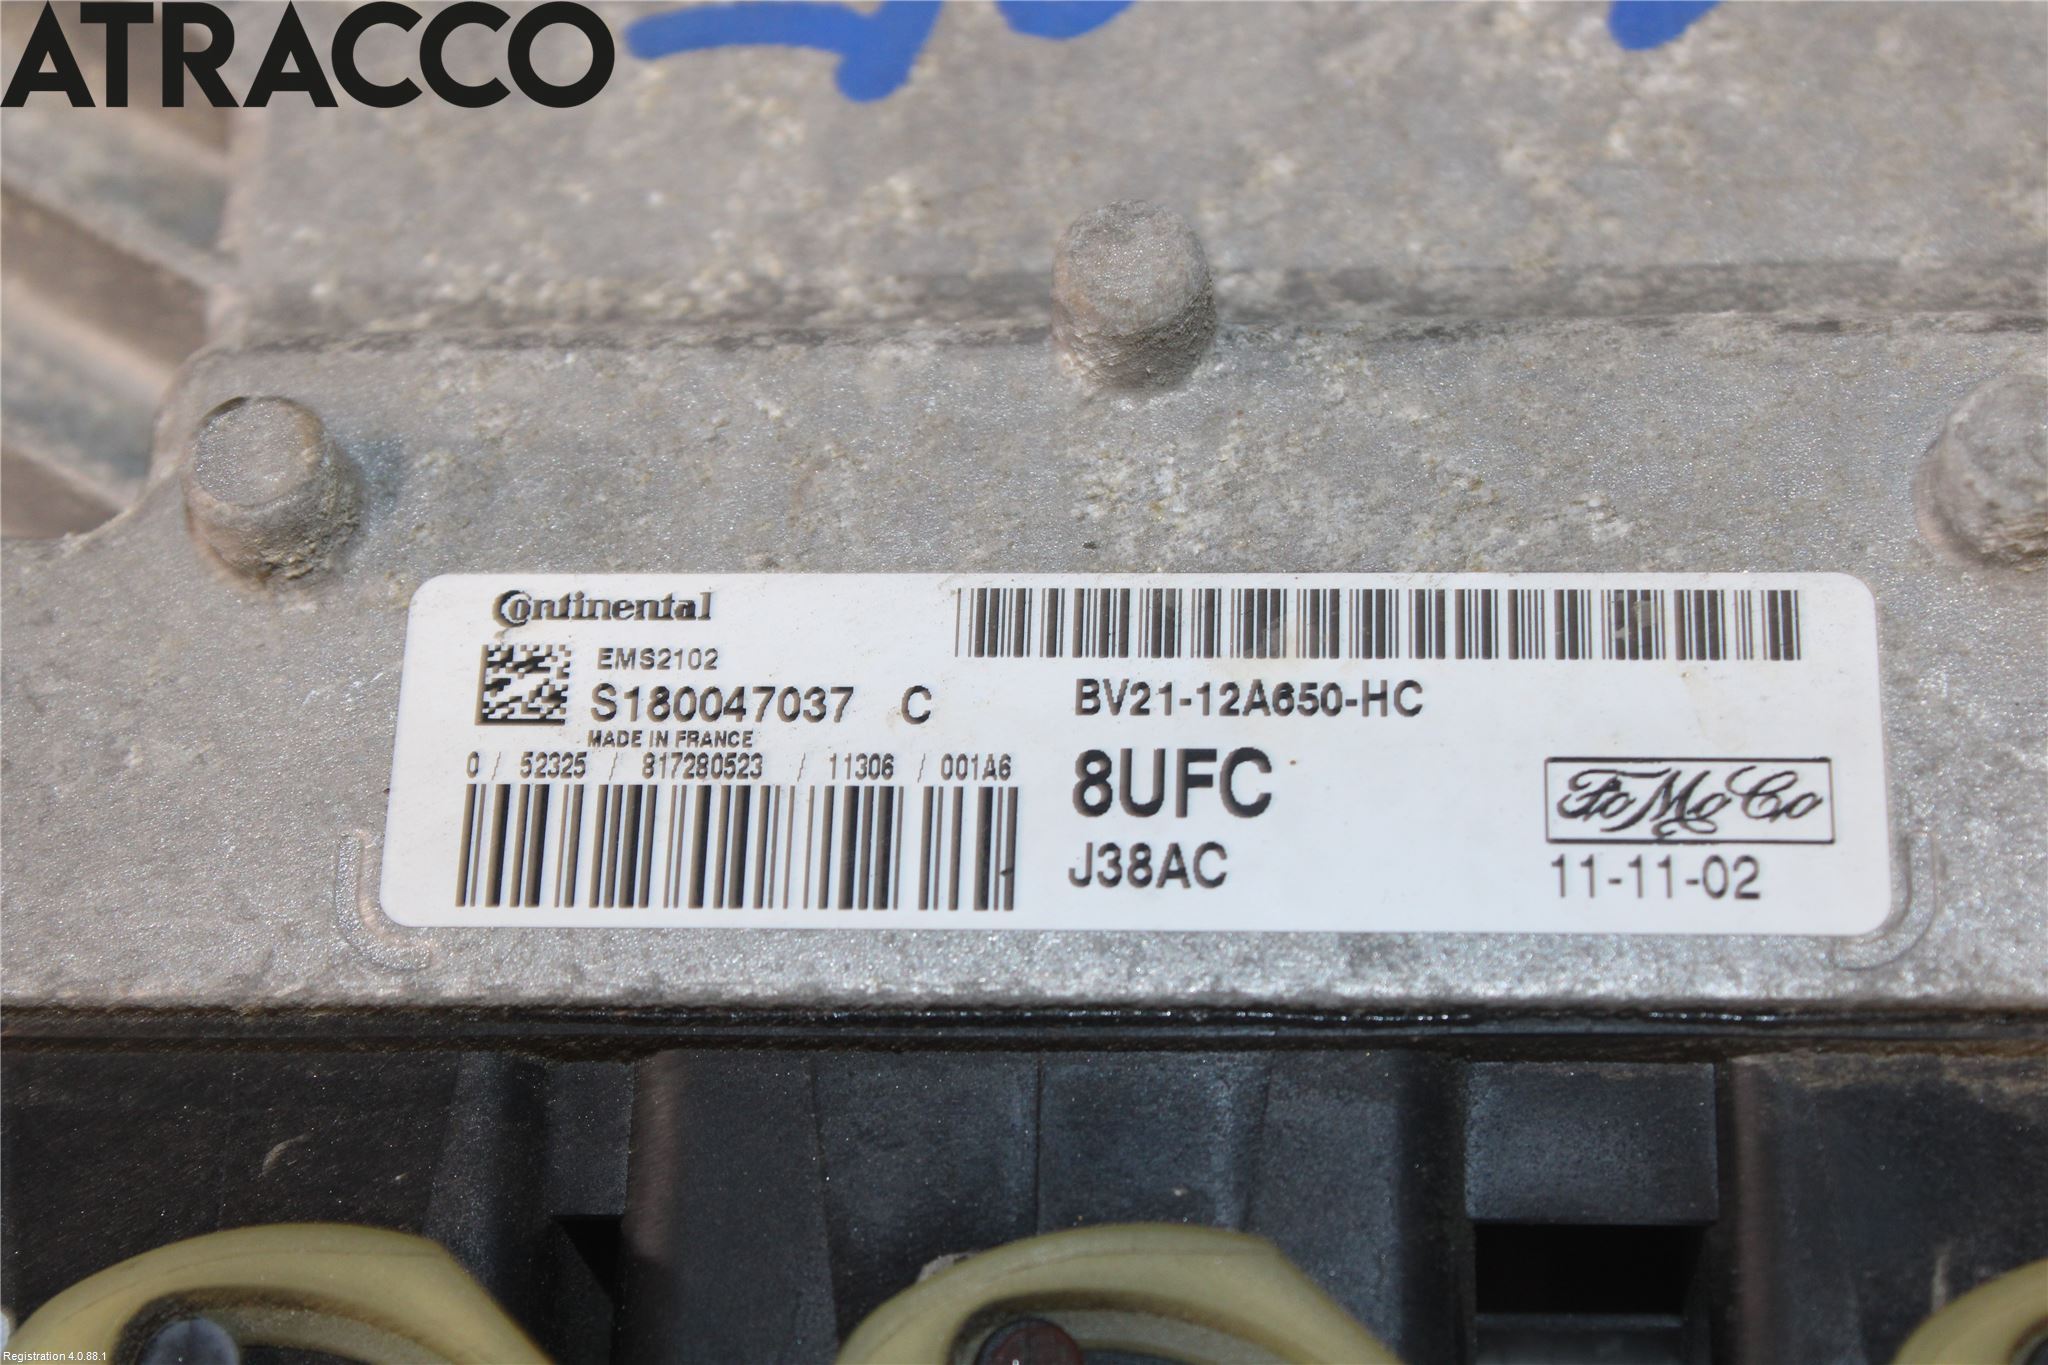 ATRACCO
Continental
EMS2102
S180047037 C
MADE IN FRANCE
0 / 52325 / 817280523 / 11306 / 001A6
BV21-12A650-HC
8UFC
J38AC
FoMoCo
11-11-02
Registration 4.0.88.1